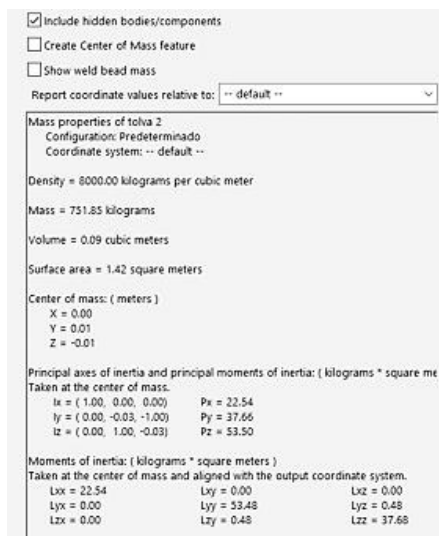 Include hidden bodies/components
Create Center of Mass feature
Show weld bead mass
Report coordinate values relative to: -- default --
Mass properties of tolva 2
Configuration: Predeterminado
Coordinate system: -- default --
Density = 8000.00 kilograms per cubic meter
Mass = 751.85 kilograms
Volume = 0.09 cubic meters
Surface area = 1.42 square meters
Center of mass: ( meters )
X = 0.00
Y = 0.01
Z = -0.01
Principal axes of inertia and principal moments of inertia: ( kilograms * square me
Taken at the center of mass.
Ix = ( 1.00, 0.00, 0.00) Px = 22.54
Iy = ( 0.00, -0.03, -1.00) Py = 37.66
Iz = ( 0.00, 1.00, -0.03) Pz = 53.50
Moments of inertia: ( kilograms * square meters )
Taken at the center of mass and aligned with the output coordinate system.
Lxx = 22.54 Lxy = 0.00 Lxz = 0.00
Lyx = 0.00 Lyy = 53.48 Lyz = 0.48
Lzx = 0.00 Lzy = 0.48 Lzz = 37.68